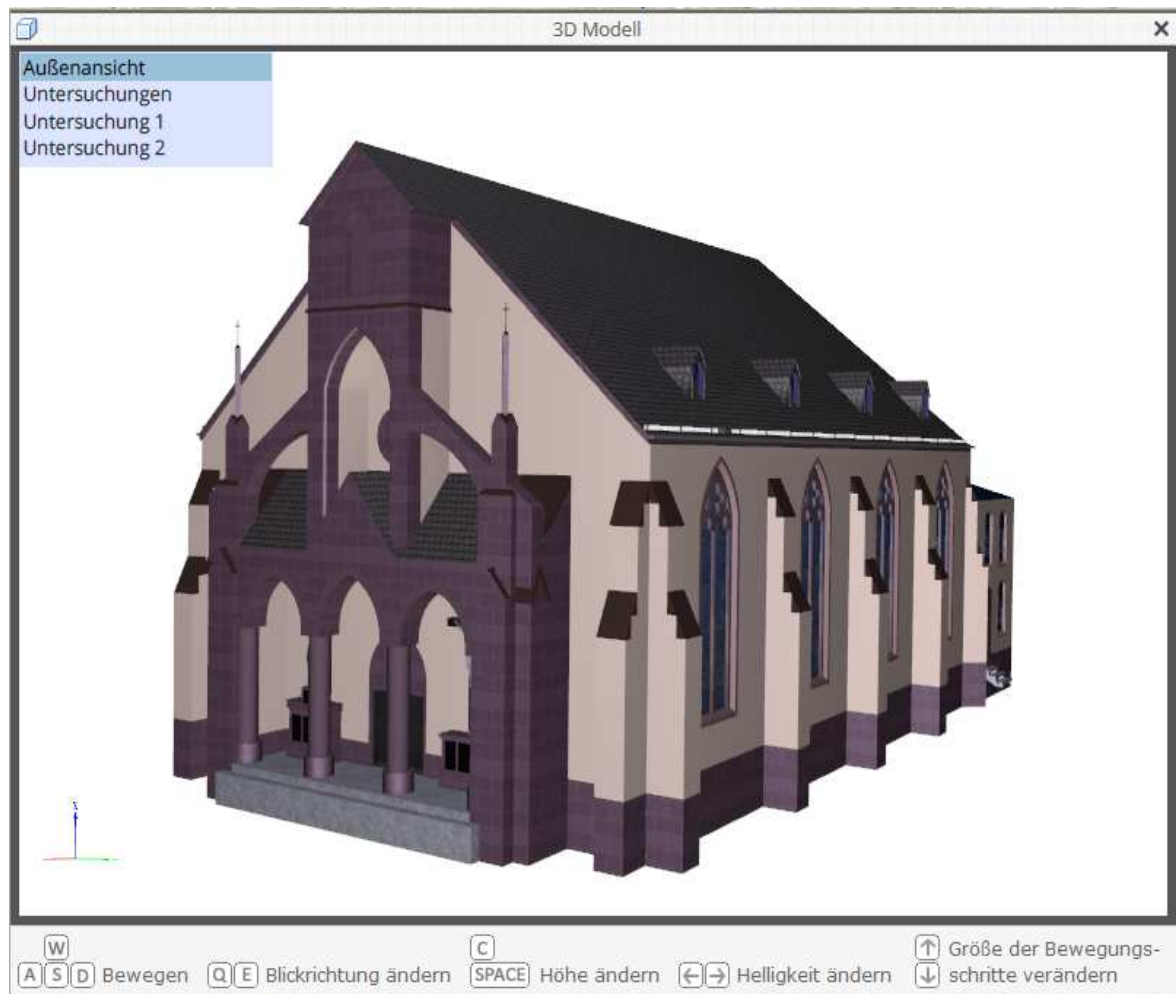 3D Modell
Außenansicht
Untersuchungen
Untersuchung 1
Untersuchung 2
W C ↑ Größe der Bewegungs-
A S D Bewegen Q E Blickrichtung ändern SPACE Höhe ändern ← → Helligkeit ändern ↓ schritte verändern